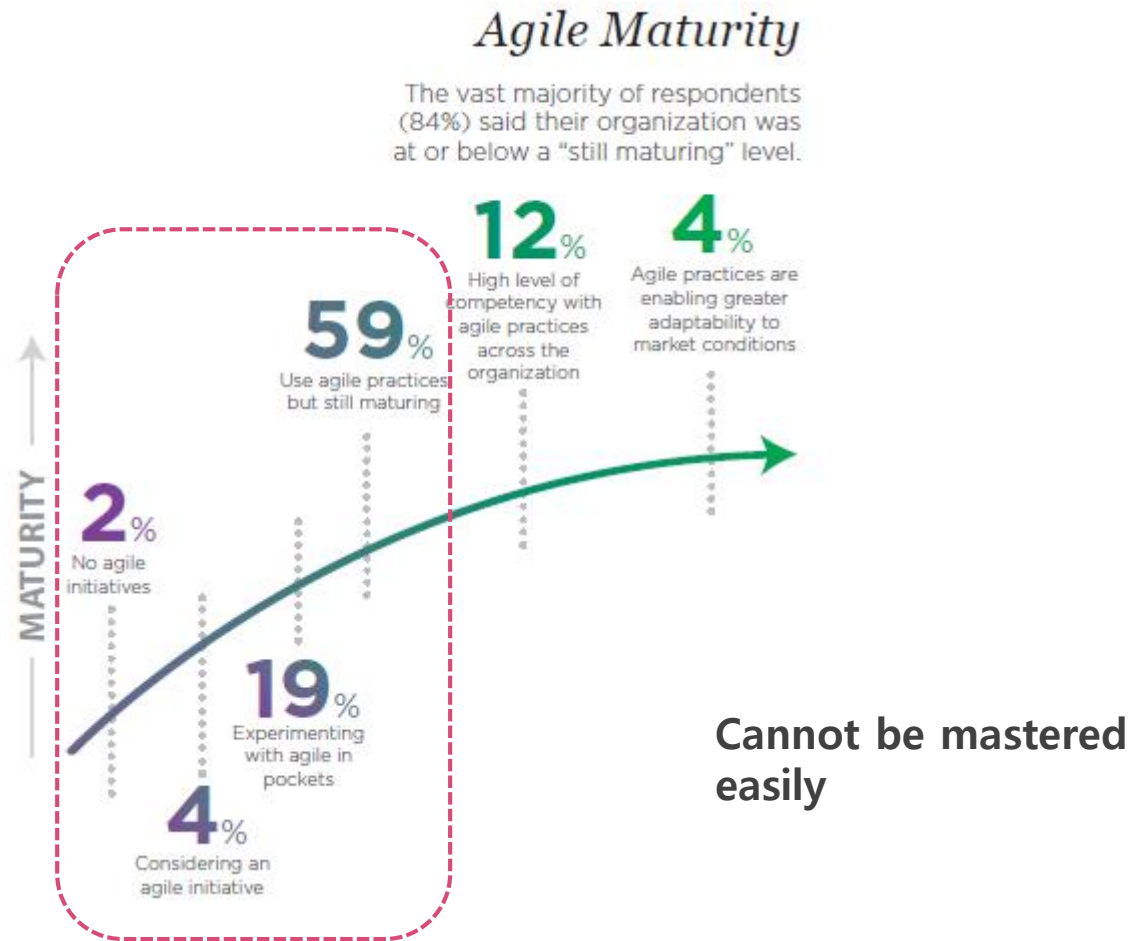 Agile Maturity
The vast majority of respondents
(84%) said their organization was
at or below a “still maturing” level.
12%
High level of
competency with
agile practices
across the
organization
4%
Agile practices are
enabling greater
adaptability to
market conditions
59%
Use agile practices
but still maturing
MATURITY
2%
No agile
initiatives
19%
Experimenting
with agile in
pockets
4%
Considering an
agile initiative
Cannot be mastered
easily